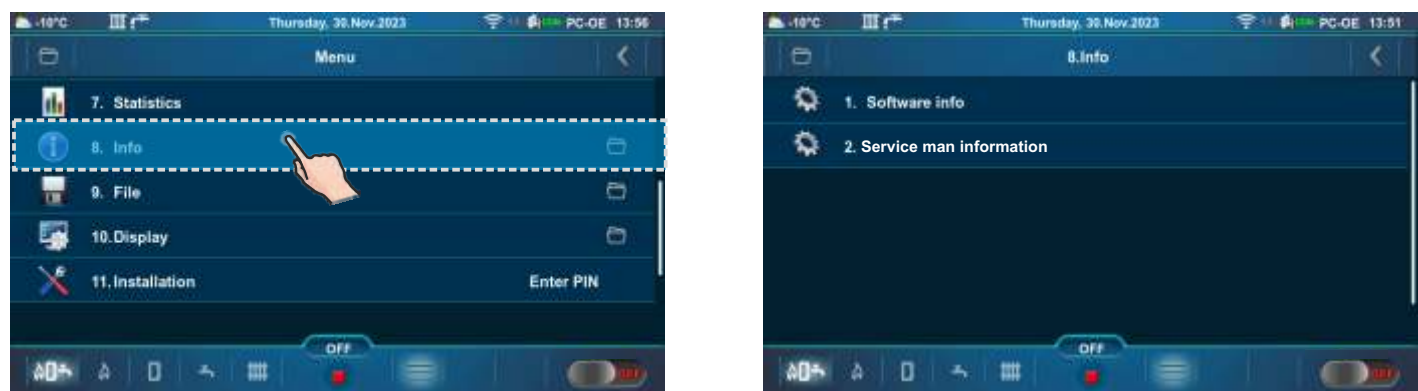 -10°C Thursday, 30.Nov.2023 PC-OE 13:56
Menu
7. Statistics
8. Info
9. File
10.Display
11.Installation Enter PIN
OFF
OFF
-10°C Thursday, 30.Nov.2023 PC-OE 13:51
8.Info
1. Software info
2. Service man information
OFF
OFF